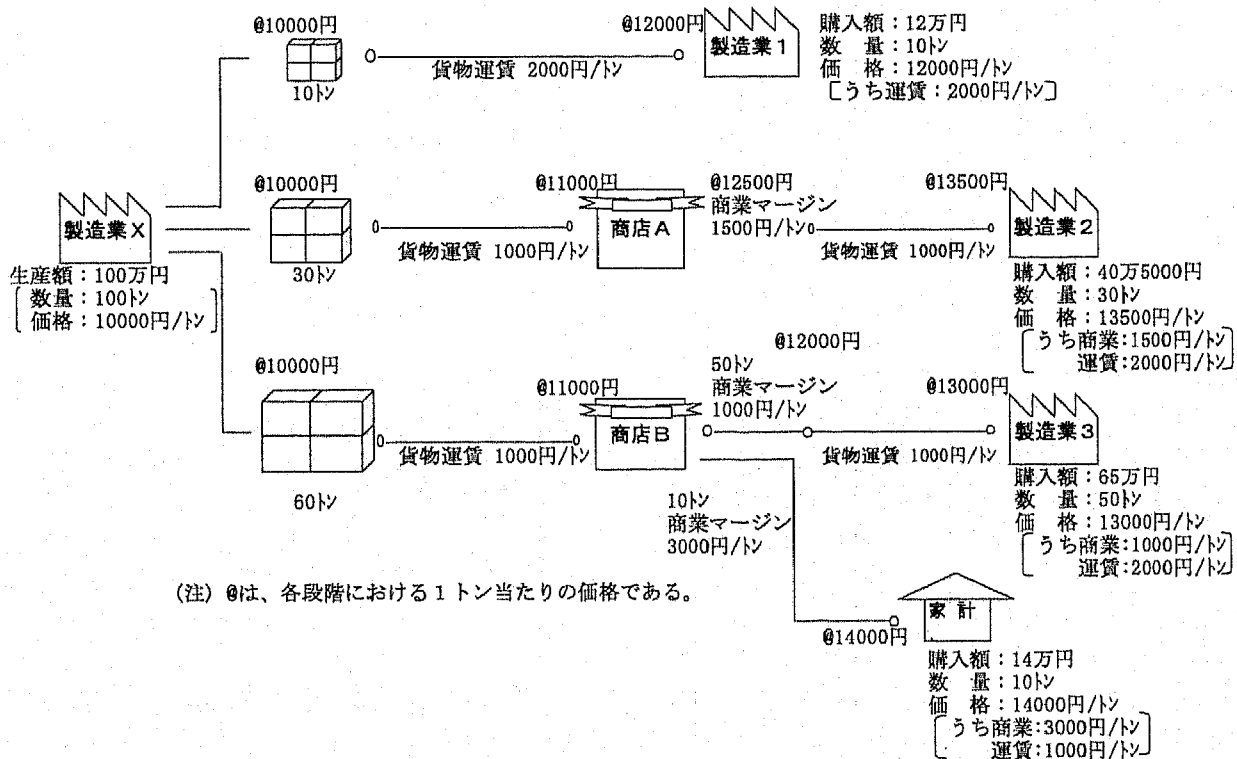 @10000円
10トン
貨物運賃 2000円/トン
@12000円
製造業1
購入額：12万円
数 量：10トン
価 格：12000円/トン
［うち運賃：2000円/トン］
製造業X
生産額：100万円
数量：100トン
価格：10000円/トン
@10000円
30トン
貨物運賃 1000円/トン
@11000円
商店A
@12500円
商業マージン
1500円/トン
貨物運賃 1000円/トン
@13500円
製造業2
購入額：40万5000円
数 量：30トン
価 格：13500円/トン
うち商業：1500円/トン
運賃：2000円/トン
@10000円
60トン
貨物運賃 1000円/トン
@11000円
商店B
@12000円
50トン
商業マージン
1000円/トン
貨物運賃 1000円/トン
@13000円
製造業3
購入額：65万円
数 量：50トン
価 格：13000円/トン
うち商業：1000円/トン
運賃：2000円/トン
10トン
商業マージン
3000円/トン
@14000円
家計
購入額：14万円
数 量：10トン
価 格：14000円/トン
うち商業：3000円/トン
運賃：1000円/トン
（注）@は、各段階における1トン当たりの価格である。